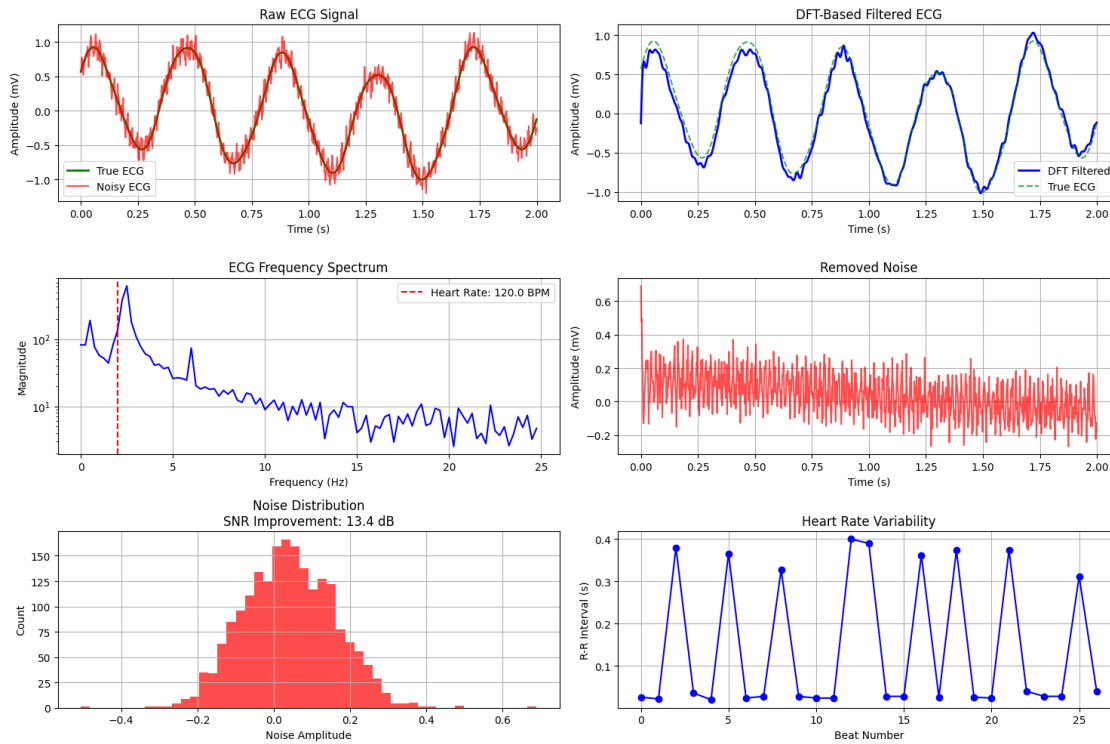 Raw ECG Signal
Amplitude (mV)
1.0
0.5
0.0
−0.5
−1.0
True ECG
Noisy ECG
0.00 0.25 0.50 0.75 1.00 1.25 1.50 1.75 2.00
Time (s)
DFT-Based Filtered ECG
Amplitude (mV)
1.0
0.5
0.0
−0.5
−1.0
DFT Filtered
True ECG
0.00 0.25 0.50 0.75 1.00 1.25 1.50 1.75 2.00
Time (s)
ECG Frequency Spectrum
Magnitude
10²
10¹
Heart Rate: 120.0 BPM
0 5 10 15 20 25
Frequency (Hz)
Removed Noise
Amplitude (mV)
0.6
0.4
0.2
0.0
−0.2
0.00 0.25 0.50 0.75 1.00 1.25 1.50 1.75 2.00
Time (s)
Noise Distribution
SNR Improvement: 13.4 dB
Count
150
125
100
75
50
25
0
−0.4 −0.2 0.0 0.2 0.4 0.6
Noise Amplitude
Heart Rate Variability
R-R Interval (s)
0.4
0.3
0.2
0.1
0 5 10 15 20 25
Beat Number